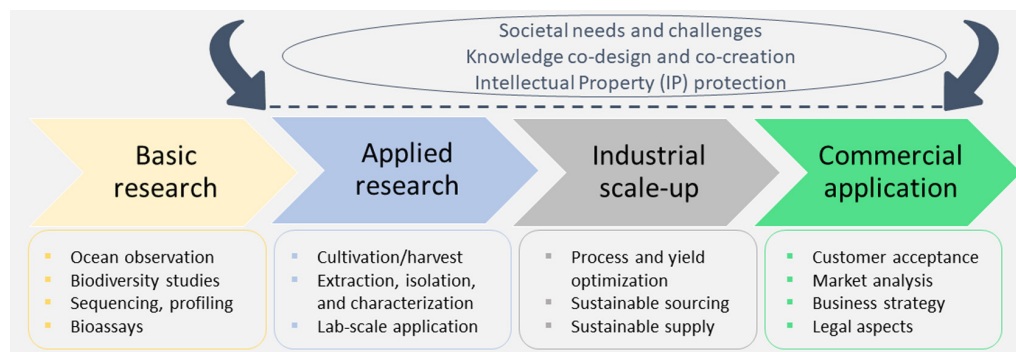 Societal needs and challenges
Knowledge co-design and co-creation
Intellectual Property (IP) protection
Basic
research
Applied
research
Industrial
scale-up
Commercial
application
▪ Ocean observation
▪ Biodiversity studies
▪ Sequencing, profiling
▪ Bioassays
▪ Cultivation/harvest
▪ Extraction, isolation,
and characterization
▪ Lab-scale application
▪ Process and yield
optimization
▪ Sustainable sourcing
▪ Sustainable supply
▪ Customer acceptance
▪ Market analysis
▪ Business strategy
▪ Legal aspects